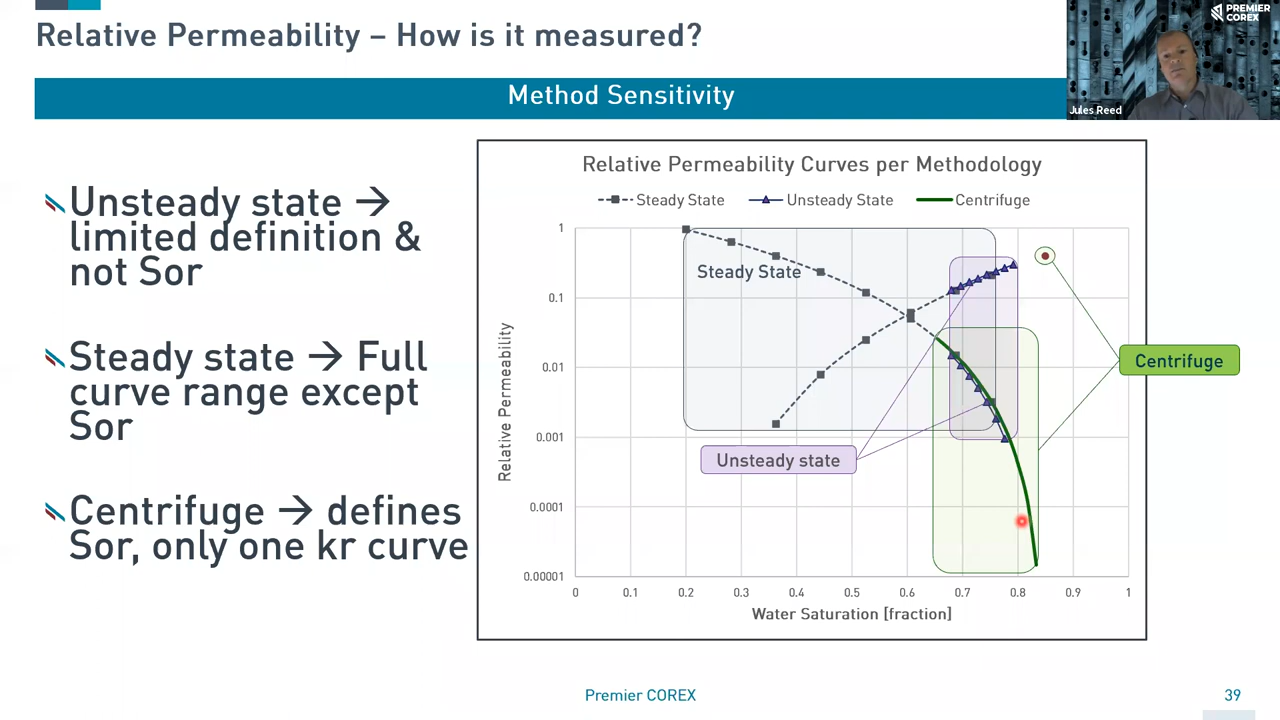 Relative Permeability – How is it measured?
PREMIER
COREX
Jules Reed
Method Sensitivity
Unsteady state →
limited definition &
not Sor
Steady state → Full
curve range except
Sor
Centrifuge → defines
Sor, only one kr curve
Relative Permeability Curves per Methodology
Steady State
Unsteady State
Centrifuge
Relative Permeability
1
0.1
0.01
0.001
0.0001
0.00001
Steady State
Unsteady state
Centrifuge
0 0.1 0.2 0.3 0.4 0.5 0.6 0.7 0.8 0.9 1
Water Saturation [fraction]
Premier COREX
39